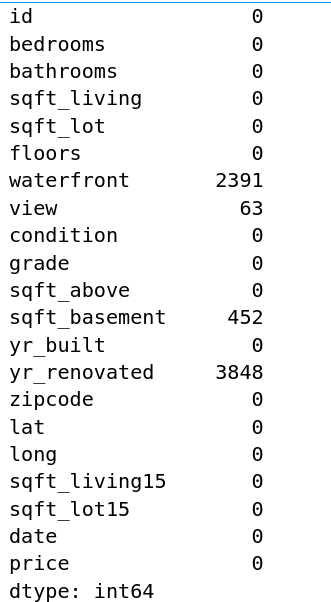 id 0
bedrooms 0
bathrooms 0
sqft_living 0
sqft_lot 0
floors 0
waterfront 2391
view 63
condition 0
grade 0
sqft_above 0
sqft_basement 452
yr_built 0
yr_renovated 3848
zipcode 0
lat 0
long 0
sqft_living15 0
sqft_lot15 0
date 0
price 0
dtype: int64